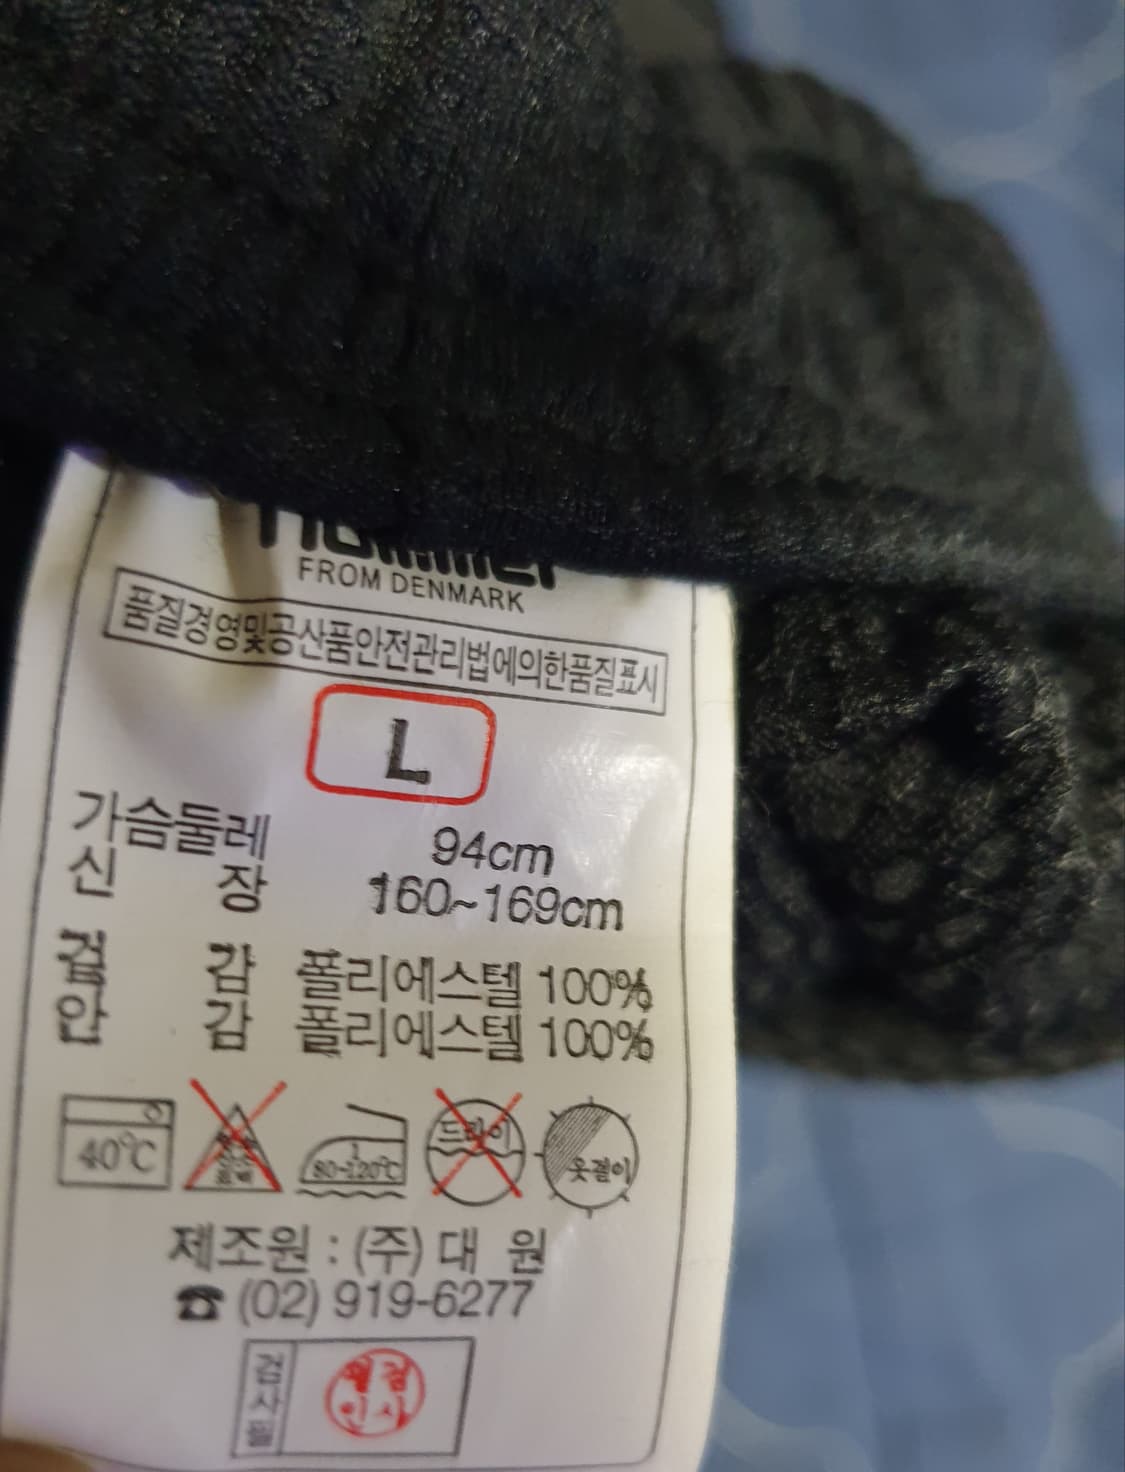 hummel
FROM DENMARK
품질경영및공산품안전관리법에의한품질표시
L
가슴둘레 94cm
신 장 160~169cm
겉 감 폴리에스텔 100%
안 감 폴리에스텔 100%
40℃
80~120℃
드라이
옷걸이
제조원 : (주) 대 원
☎ (02) 919-6277
검사필